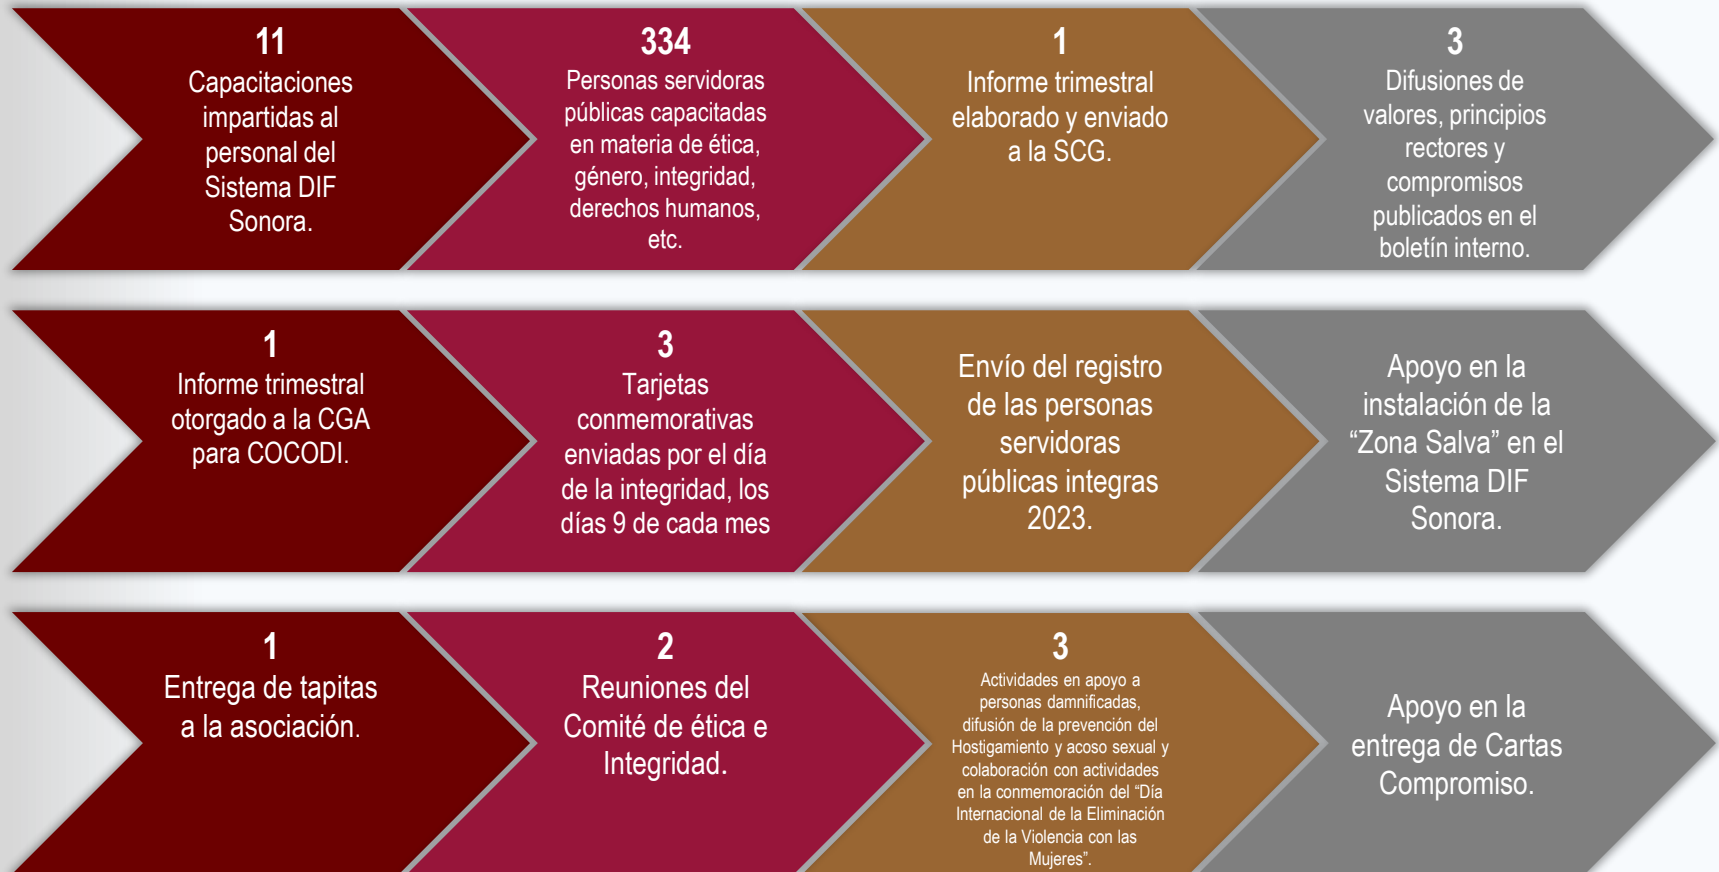 11
Capacitaciones
impartidas al
personal del
Sistema DIF
Sonora.
334
Personas servidoras
públicas capacitadas
en materia de ética,
género, integridad,
derechos humanos,
etc.
1
Informe trimestral
elaborado y enviado
a la SCG.
3
Difusiones de
valores, principios
rectores y
compromisos
publicados en el
boletín interno.
1
Informe trimestral
otorgado a la CGA
para COCODI.
3
Tarjetas
conmemorativas
enviadas por el día
de la integridad, los
días 9 de cada mes
Envío del registro
de las personas
servidoras
públicas integras
2023.
Apoyo en la
instalación de la
“Zona Salva” en el
Sistema DIF
Sonora.
1
Entrega de tapitas
a la asociación.
2
Reuniones del
Comité de ética e
Integridad.
3
Actividades en apoyo a
personas damnificadas,
difusión de la prevención del
Hostigamiento y acoso sexual y
colaboración con actividades
en la conmemoración del “Día
Internacional de la Eliminación
de la Violencia con las
Mujeres”.
Apoyo en la
entrega de Cartas
Compromiso.